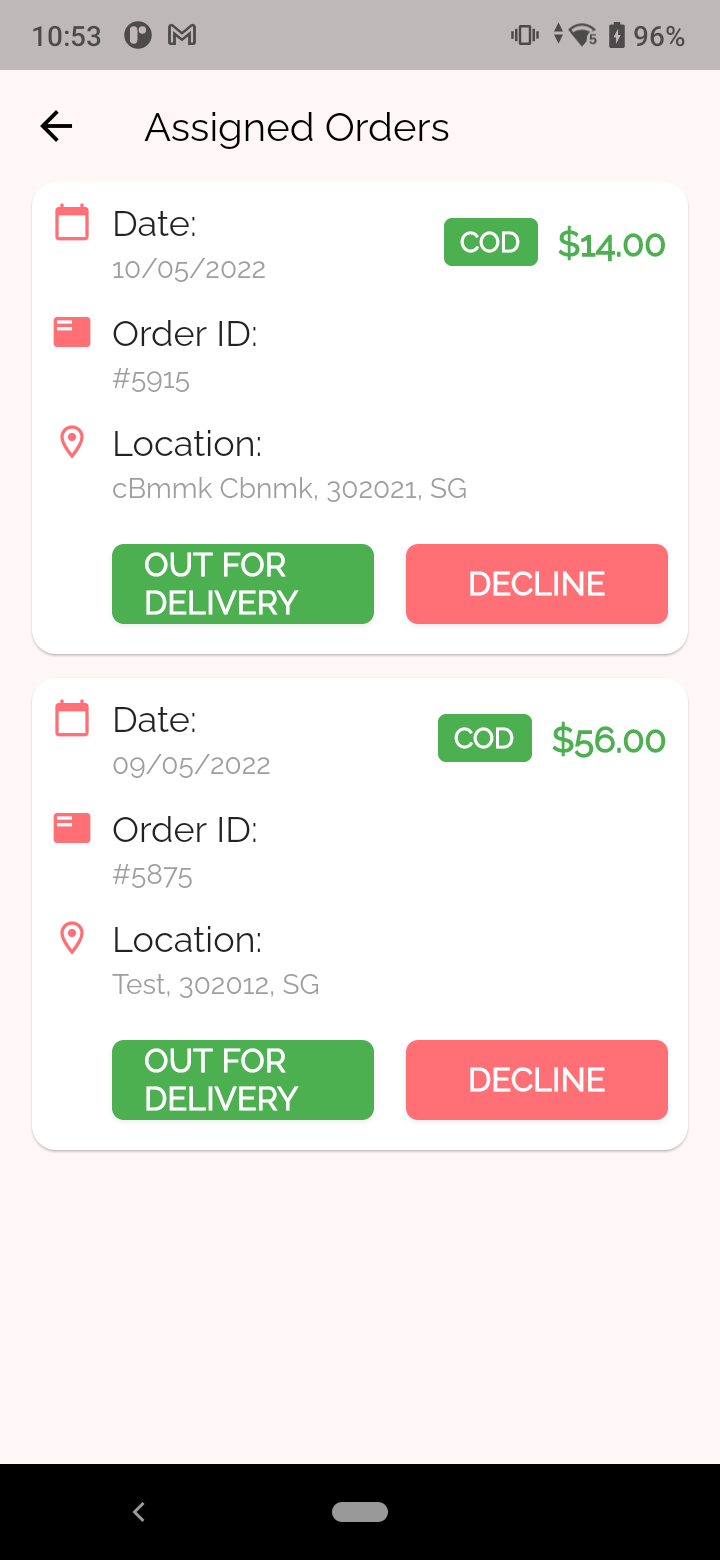 10:53
5
96%
Assigned Orders
Date:
COD $14.00
10/05/2022
Order ID:
#5915
Location:
cBmmk Cbnmk, 302021, SG
OUT FOR
DELIVERY
DECLINE
Date:
COD $56.00
09/05/2022
Order ID:
#5875
Location:
Test, 302012, SG
OUT FOR
DELIVERY
DECLINE